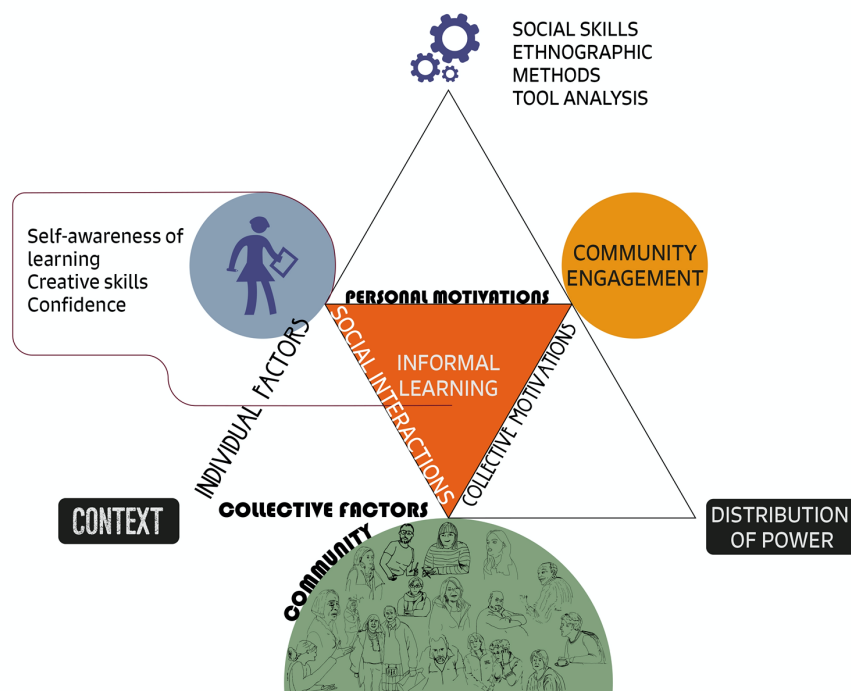 SOCIAL SKILLS
ETHNOGRAPHIC
METHODS
TOOL ANALYSIS
Self-awareness of
learning
Creative skills
Confidence
COMMUNITY
ENGAGEMENT
PERSONAL MOTIVATIONS
SOCIAL INTERACTIONS
INFORMAL
LEARNING
COLLECTIVE MOTIVATIONS
INDIVIDUAL FACTORS
CONTEXT
COLLECTIVE FACTORS
DISTRIBUTION
OF POWER
COMMUNITY